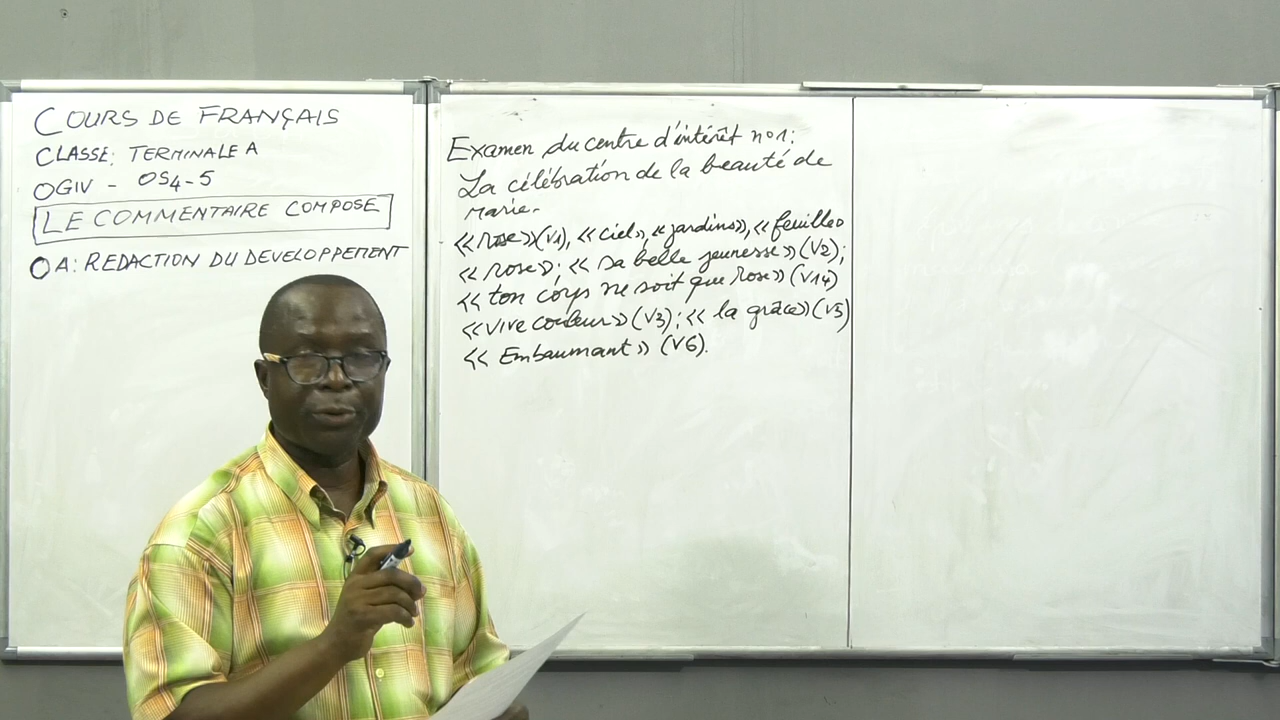 COURS DE FRANÇAIS
CLASSE: TERMINALE A
OGIV - OS4-5
LE COMMENTAIRE COMPOSE
OA: REDACTION DU DEVELOPPEMENT
Examen du centre d'intérêt n°1:
La célébration de la beauté de
Marie.
<< rose>>(v1), << ciel>>, << jardins>>, << feuilles
<< rose>>; << sa belle jeunesse>> (v2);
<< ton corps ne soit que rose>> (v14)
<<vive couleur>> (v3); << la grâce>> (v5)
<< Embaumant >> (v6).